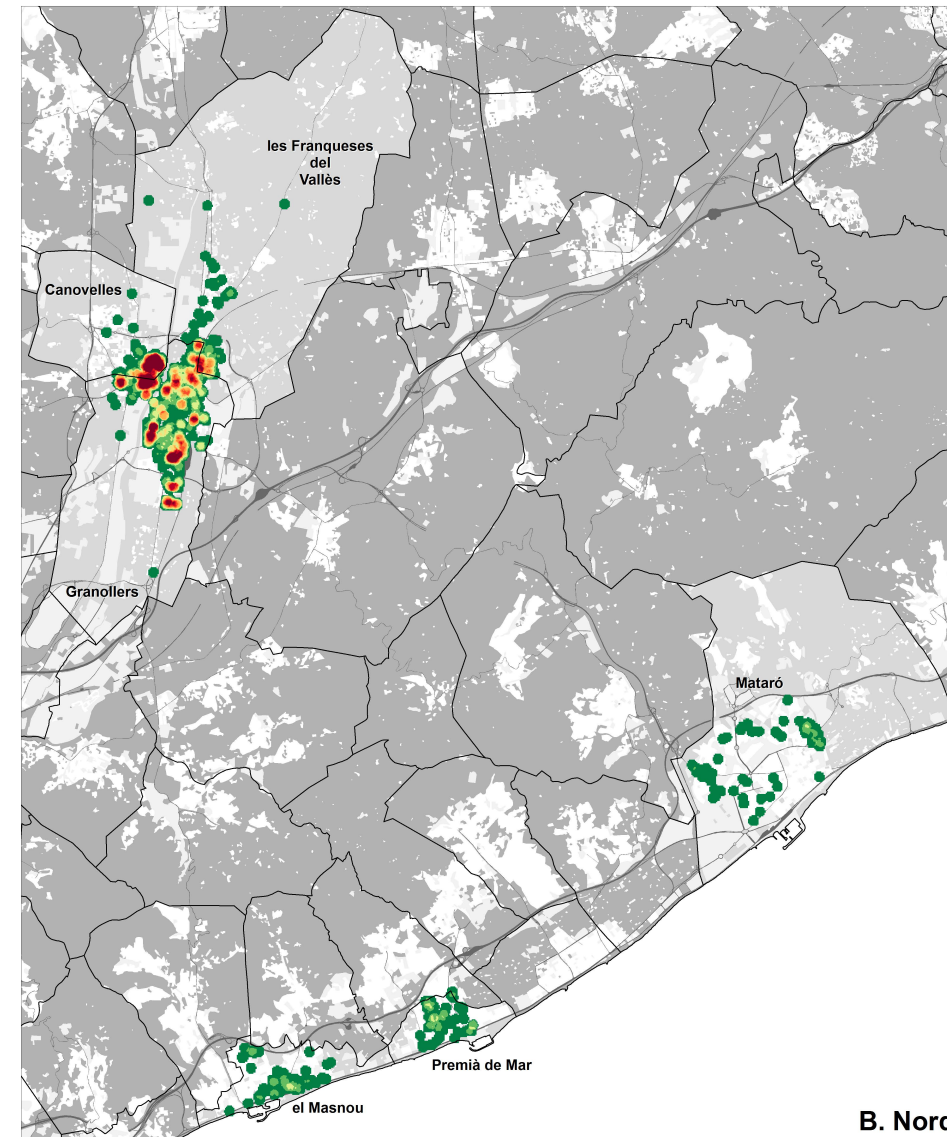 les Franqueses
del
Vallès
Canovelles
Granollers
Mataró
Premià de Mar
el Masnou
B. Nord